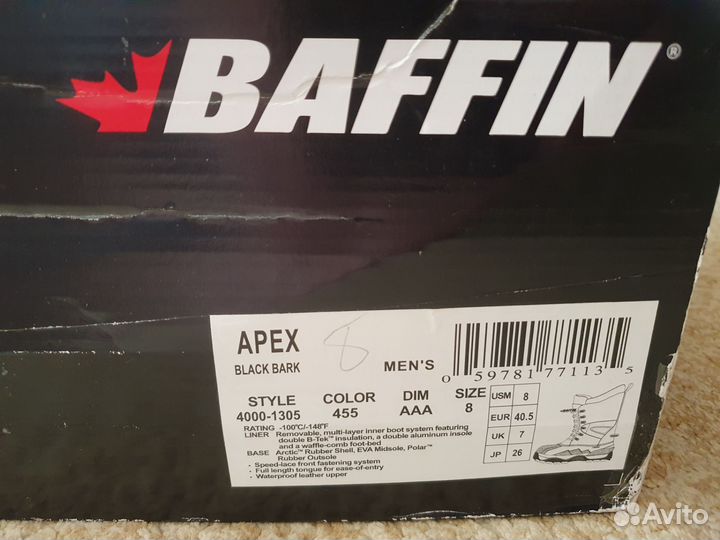 BAFFIN®
APEX
8
MEN'S
BLACK BARK
0 59781 77113 5
STYLE COLOR DIM SIZE
4000-1305 455 AAA 8
USM 8
EUR 40.5
UK 7
JP 26
RATING -100°C/-148°F
LINER Removable, multi-layer inner boot system featuring
double B-Tek™ insulation, a double aluminum insole
and a waffle-comb foot-bed
BASE Arctic™ Rubber Shell, EVA Midsole, Polar™
Rubber Outsole
• Speed-lace front fastening system
• Full length tongue for ease-of-entry
• Waterproof leather upper
Avito